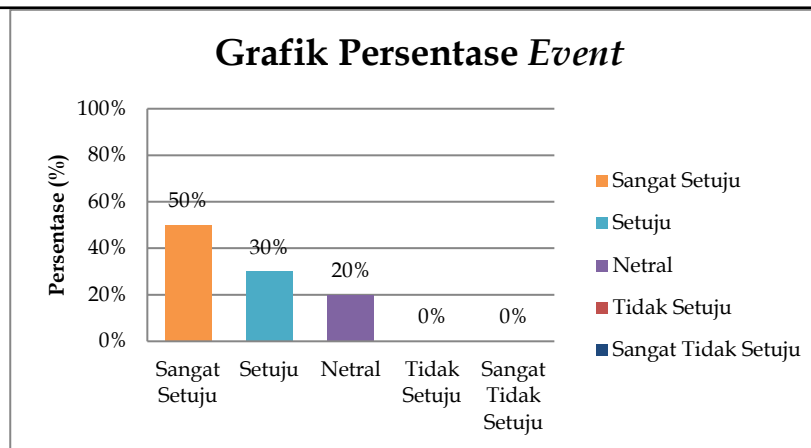 Grafik Persentase Event
Persentase (%)
100%
80%
60%
40%
20%
0%
50%
30%
20%
0%
0%
Sangat
Setuju
Setuju
Netral
Tidak
Setuju
Sangat
Tidak
Setuju
Sangat Setuju
Setuju
Netral
Tidak Setuju
Sangat Tidak Setuju